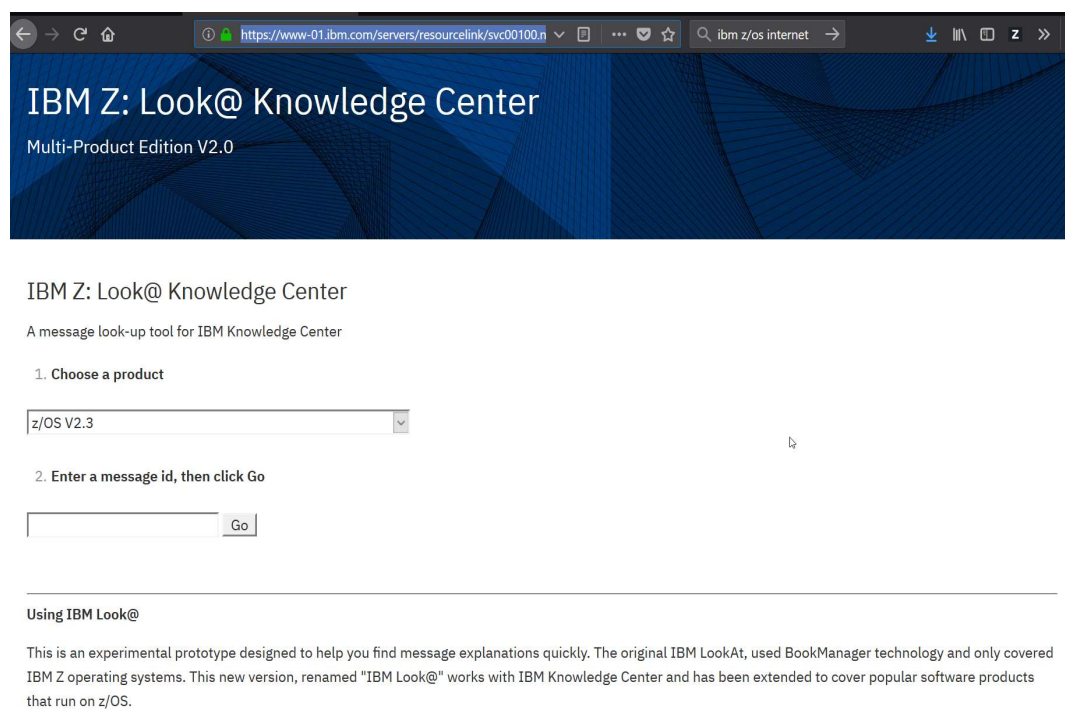 https://www-01.ibm.com/servers/resourcelink/svc00100.n
ibm z/os internet
IBM Z: Look@ Knowledge Center
Multi-Product Edition V2.0
IBM Z: Look@ Knowledge Center
A message look-up tool for IBM Knowledge Center
1. Choose a product
z/OS V2.3
2. Enter a message id, then click Go
Go
Using IBM Look@
This is an experimental prototype designed to help you find message explanations quickly. The original IBM LookAt, used BookManager technology and only covered
IBM Z operating systems. This new version, renamed "IBM Look@" works with IBM Knowledge Center and has been extended to cover popular software products
that run on z/OS.